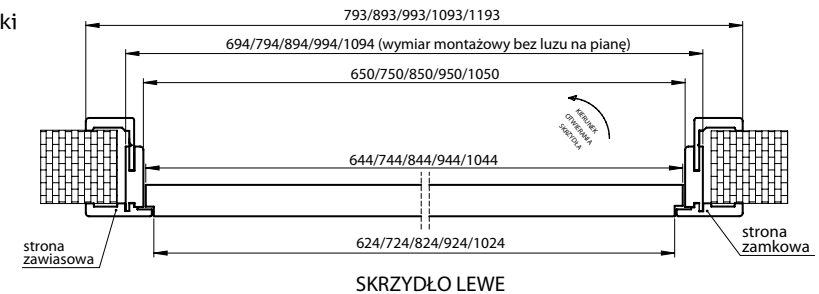 ki
793/893/993/1093/1193
694/794/894/994/1094 (wymiar montażowy bez luzu na pianę)
650/750/850/950/1050
KIERUNEK
OTWIERANIA
SKRZYDŁA
644/744/844/944/1044
strona
zawiasowa
624/724/824/924/1024
strona
zamkowa
SKRZYDŁO LEWE